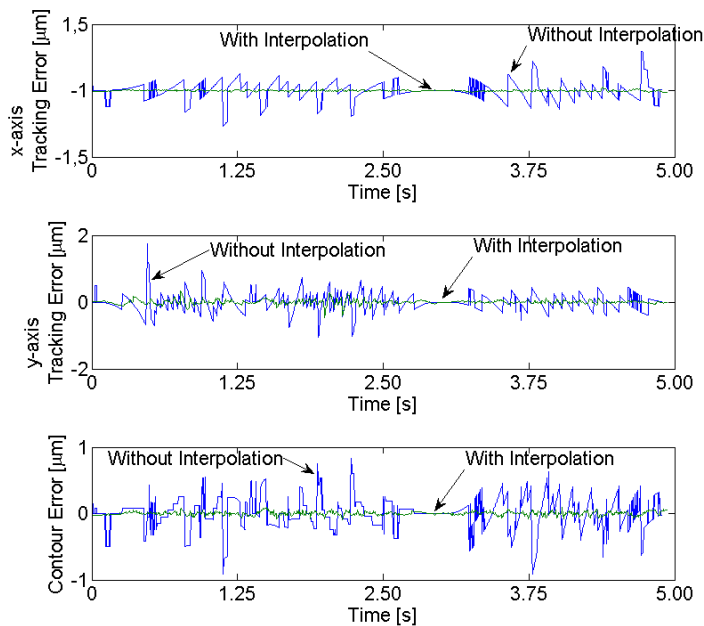 x-axis
Tracking Error [μm]
1,5
-1
-1,5
With Interpolation
Without Interpolation
0
1.25
2.50
3.75
5.00
Time [s]
y-axis
Tracking Error [μm]
2
0
-2
Without Interpolation
With Interpolation
0
1.25
2.50
3.75
5.00
Time [s]
Contour Error [μm]
1
0
-1
Without Interpolation
With Interpolation
0
1.25
2.50
3.75
5.00
Time [s]